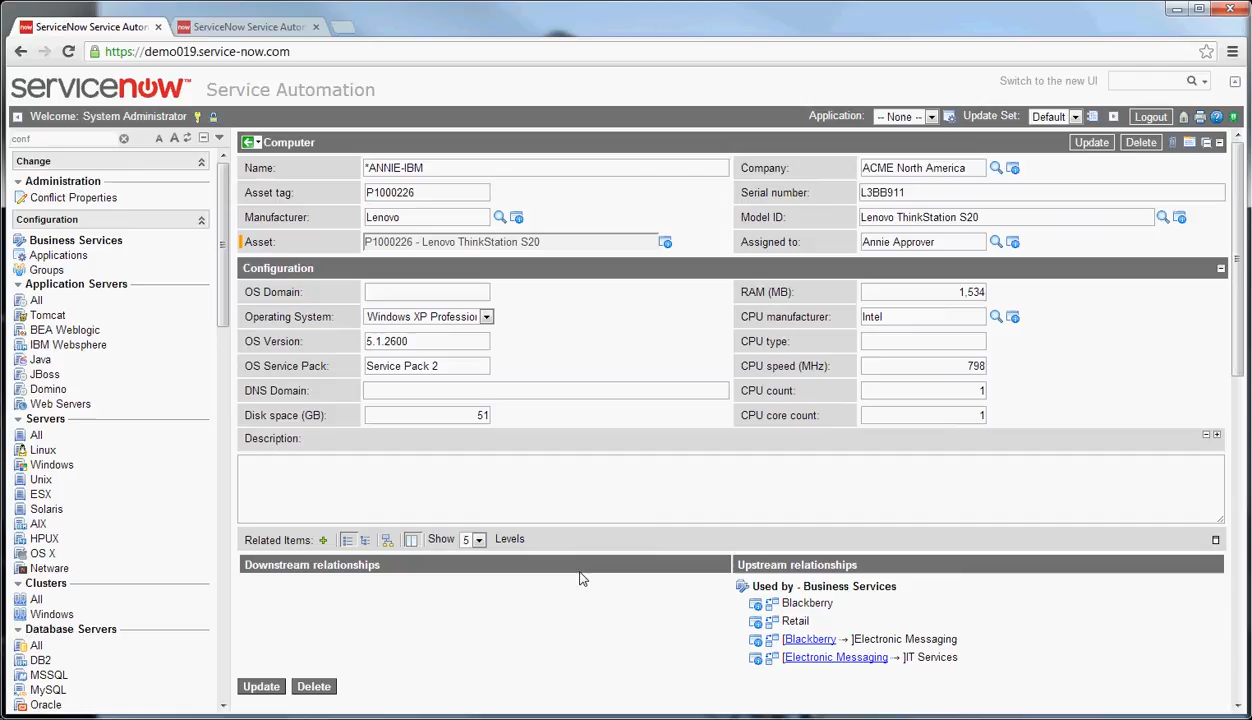 ServiceNow Service Autom
ServiceNow Service Autom
https://demo019.service-now.com
servicenow™ Service Automation
Switch to the new UI
Welcome: System Administrator
Application: -- None --
Update Set: Default
Logout
conf
A A
Change
Administration
Conflict Properties
Configuration
Business Services
Applications
Groups
Application Servers
All
Tomcat
BEA Weblogic
IBM Websphere
Java
JBoss
Domino
Web Servers
Servers
All
Linux
Windows
Unix
ESX
Solaris
AIX
HPUX
OS X
Netware
Clusters
All
Windows
Database Servers
All
DB2
MSSQL
MySQL
Oracle
Computer
Update Delete
Name: *ANNIE-IBM
Company: ACME North America
Asset tag: P1000226
Serial number: L3BB911
Manufacturer: Lenovo
Model ID: Lenovo ThinkStation S20
Asset: P1000226 - Lenovo ThinkStation S20
Assigned to: Annie Approver
Configuration
OS Domain:
RAM (MB): 1,534
Operating System: Windows XP Profession
CPU manufacturer: Intel
OS Version: 5.1.2600
CPU type:
OS Service Pack: Service Pack 2
CPU speed (MHz): 798
DNS Domain:
CPU count: 1
Disk space (GB): 51
CPU core count: 1
Description:
Related Items: Show 5 Levels
Downstream relationships
Upstream relationships
Used by - Business Services
Blackberry
Retail
[Blackberry → ]Electronic Messaging
[Electronic Messaging → ]IT Services
Update Delete